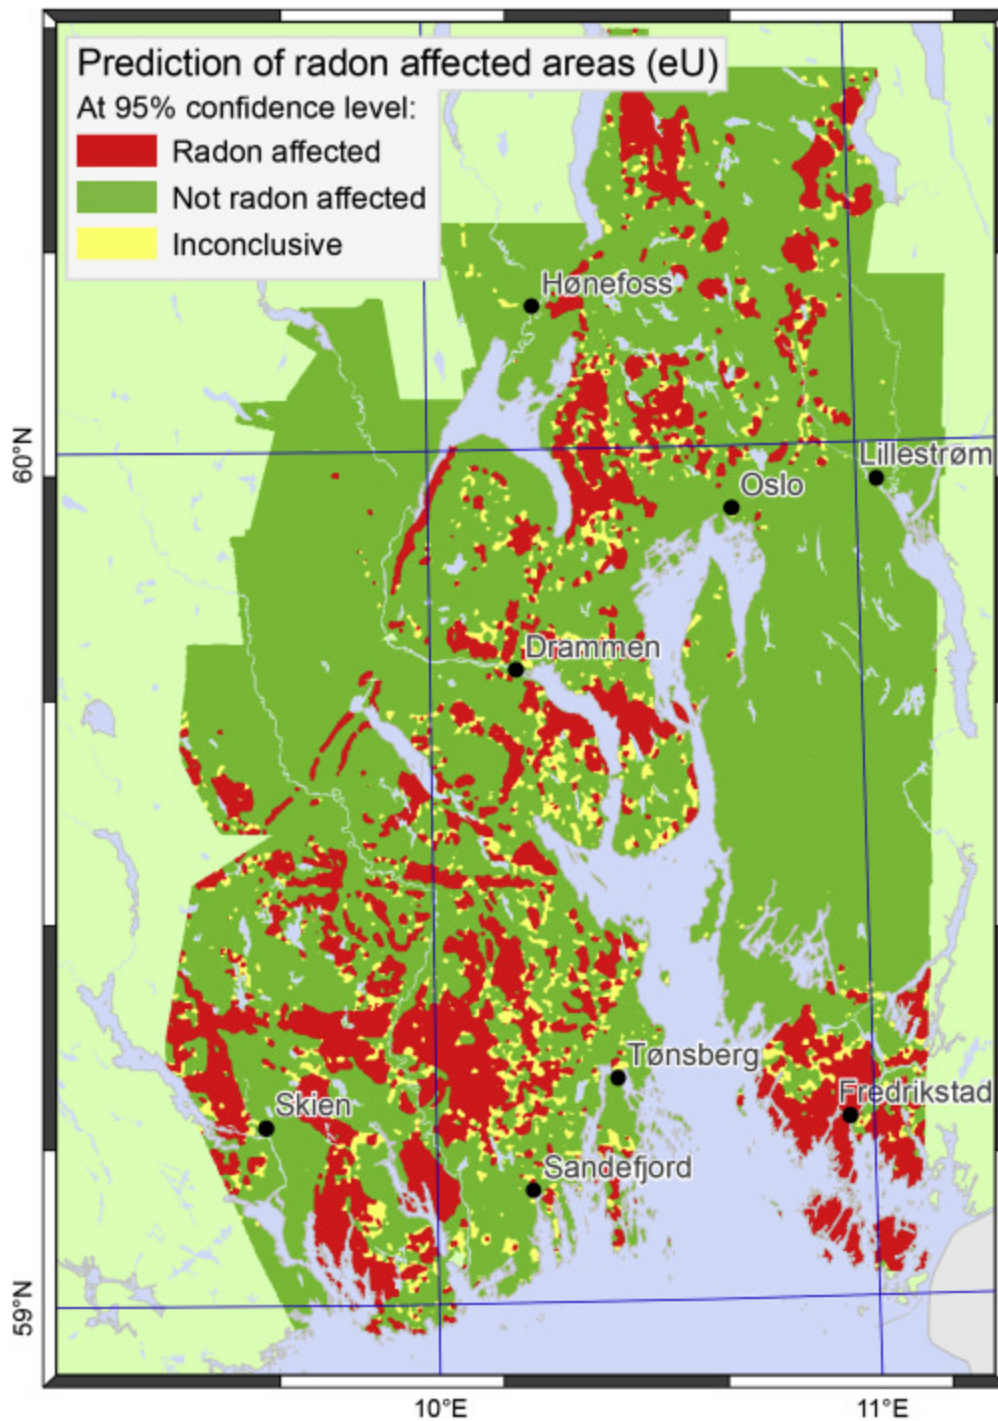 Prediction of radon affected areas (eU)
At 95% confidence level:
Radon affected
Not radon affected
Inconclusive
Hønefoss
60°N
Lillestrøm
Oslo
Drammen
Tønsberg
Fredrikstad
Skien
Sandefjord
59°N
10°E
11°E